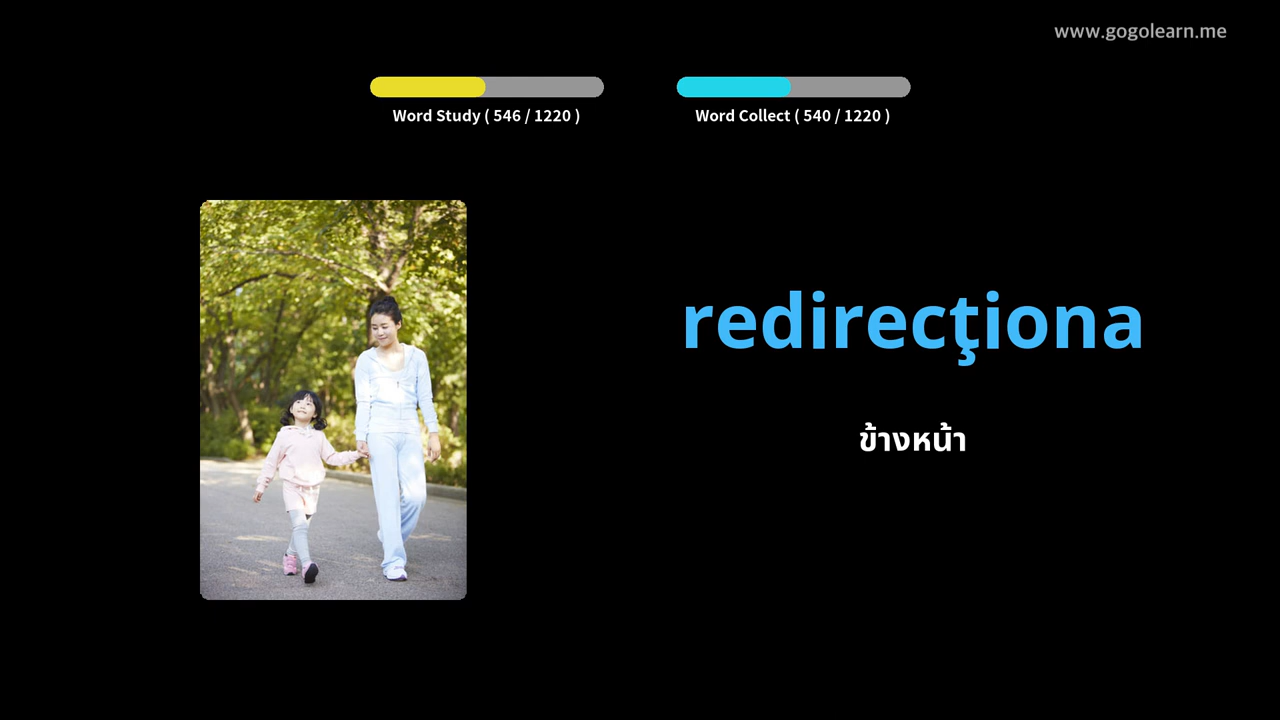 www.gogolearn.me
Word Study ( 546 / 1220 )
Word Collect ( 540 / 1220 )
redirecţiona
ข้างหน้า